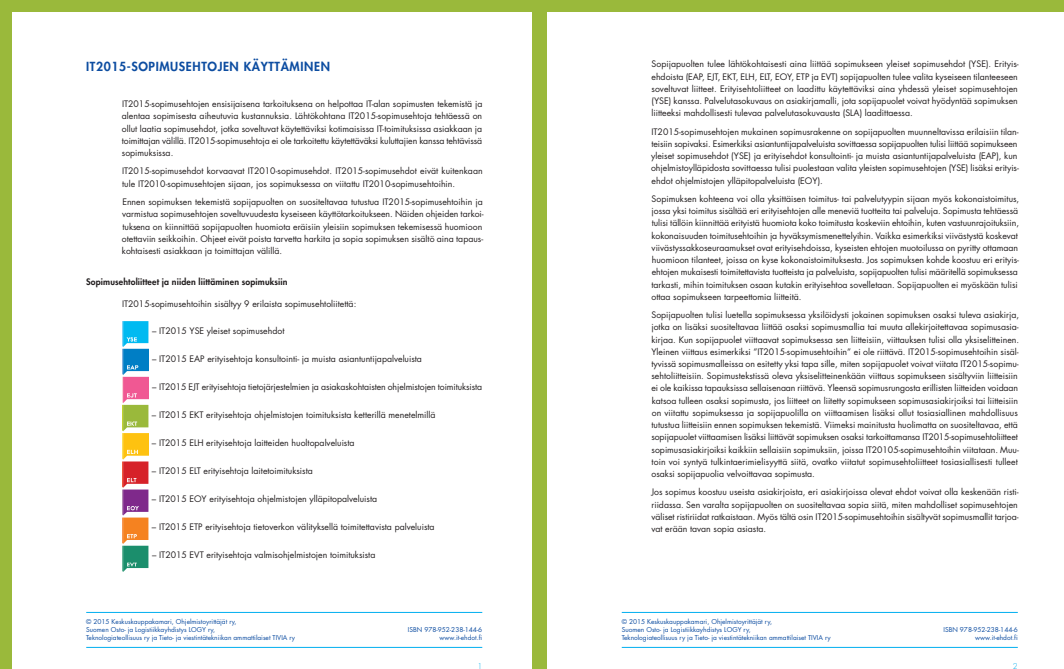 IT2015-SOPIMUSEHTOJEN KÄYTTÄMINEN
IT2015-sopimusehtojen ensisijaisena tarkoituksena on helpottaa IT-alan sopimusten tekemistä ja
alentaa sopimisesta aiheutuvia kustannuksia. Lähtökohtana IT2015-sopimusehtoja tehtäessä on
ollut laatia sopimusehdot, jotka soveltuvat käytettäviksi kotimaisissa IT-toimituksissa asiakkaan ja
toimittajan välillä. IT2015-sopimusehtoja ei ole tarkoitettu käytettäväksi kuluttajien kanssa tehtävissä
sopimuksissa.
IT2015-sopimusehdot korvaavat IT2010-sopimusehdot. IT2015-sopimusehdot eivät kuitenkaan
tule IT2010-sopimusehtojen sijaan, jos sopimuksessa on viitattu IT2010-sopimusehtoihin.
Ennen sopimuksen tekemistä sopijapuolten on suositeltavaa tutustua IT2015-sopimusehtoihin ja
varmistua sopimusehtojen soveltuvuudesta kyseiseen käyttötarkoitukseen. Näiden ohjeiden tarkoi-
tuksena on kiinnittää sopijapuolten huomiota eräisiin yleisiin sopimuksen tekemisessä huomioon
otettaviin seikkoihin. Ohjeet eivät poista tarvetta harkita ja sopia sopimuksen sisältö aina tapaus-
kohtaisesti asiakkaan ja toimittajan välillä.
Sopimusehtoliitteet ja niiden liittäminen sopimuksiin
IT2015-sopimusehtoihin sisältyy 9 erilaista sopimusehtoliitettä:
YSE – IT2015 YSE yleiset sopimusehdot
EAP – IT2015 EAP erityisehtoja konsultointi- ja muista asiantuntijapalveluista
EJT – IT2015 EJT erityisehtoja tietojärjestelmien ja asiakaskohtaisten ohjelmistojen toimituksista
EKT – IT2015 EKT erityisehtoja ohjelmistojen toimituksista ketterillä menetelmillä
ELH – IT2015 ELH erityisehtoja laitteiden huoltopalveluista
ELT – IT2015 ELT erityisehtoja laitetoimituksista
EOY – IT2015 EOY erityisehtoja ohjelmistojen ylläpitopalveluista
ETP – IT2015 ETP erityisehtoja tietoverkon välityksellä toimitettavista palveluista
EVT – IT2015 EVT erityisehtoja valmisohjelmistojen toimituksista
© 2015 Keskuskauppakamari, Ohjelmistoyrittäjät ry,
Suomen Osto- ja Logistiikkayhdistys LOGY ry, ISBN 978-952-238-144-6
Teknologiateollisuus ry ja Tieto- ja viestintätekniikan ammattilaiset TIVIA ry www.it-ehdot.fi
1
Sopijapuolten tulee lähtökohtaisesti aina liittää sopimukseen yleiset sopimusehdot (YSE). Erityis-
ehdoista (EAP, EJT, EKT, ELH, ELT, EOY, ETP ja EVT) sopijapuolten tulee valita kyseiseen tilanteeseen
soveltuvat liitteet. Erityisehtoliitteet on laadittu käytettäviksi aina yhdessä yleiset sopimusehtojen
(YSE) kanssa. Palvelutasokuvaus on asiakirjamalli, jota sopijapuolet voivat hyödyntää sopimuksen
liitteeksi mahdollisesti tulevaa palvelutasokuvausta (SLA) laadittaessa.
IT2015-sopimusehtojen mukainen sopimusrakenne on sopijapuolten muunneltavissa erilaisiin tilan-
teisiin sopivaksi. Esimerkiksi asiantuntijapalveluista sovittaessa sopijapuolten tulisi liittää sopimukseen
yleiset sopimusehdot (YSE) ja erityisehdot konsultointi- ja muista asiantuntijapalveluista (EAP), kun
ohjelmistoylläpidosta sovittaessa tulisi puolestaan valita yleisten sopimusehtojen (YSE) lisäksi erityis-
ehdot ohjelmistojen ylläpitopalveluista (EOY).
Sopimuksen kohteena voi olla yksittäisen toimitus- tai palvelutyypin sijaan myös kokonaistoimitus,
jossa yksi toimitus sisältää eri erityisehtojen alle meneviä tuotteita tai palveluja. Sopimusta tehtäessä
tulisi tällöin kiinnittää erityistä huomiota koko toimitusta koskeviin ehtoihin, kuten vastuunrajoituksiin,
kokonaisuuden toimitusehtoihin ja hyväksymismenettelyihin. Vaikka esimerkiksi viivästystä koskevat
viivästyssakkoseuraamukset ovat erityisehdoissa, kyseisten ehtojen muotoilussa on pyritty ottamaan
huomioon tilanteet, joissa on kyse kokonaistoimituksesta. Jos sopimuksen kohde koostuu eri erityis-
ehtojen mukaisesti toimitettavista tuotteista ja palveluista, sopijapuolten tulisi määritellä sopimuksessa
tarkasti, mihin toimituksen osaan kutakin erityisehtoa sovelletaan. Sopijapuolten ei myöskään tulisi
ottaa sopimukseen tarpeettomia liitteitä.
Sopijapuolten tulisi luetella sopimuksessa yksilöidysti jokainen sopimuksen osaksi tuleva asiakirja,
jotka on lisäksi suositeltavaa liittää osaksi sopimusmallia tai muuta allekirjoitettavaa sopimusasia-
kirjaa. Kun sopijapuolet viittaavat sopimuksessa sen liitteisiin, viittauksen tulisi olla yksiselitteinen.
Yleinen viittaus esimerkiksi ”IT2015-sopimusehtoihin” ei ole riittävä. IT2015-sopimusehtoihin sisäl-
tyvissä sopimusmalleissa on esitetty yksi tapa sille, miten sopijapuolet voivat viitata IT2015-sopimu-
sehtoliitteisiin. Sopimustekstissä oleva yksiselitteinenkään viittaus sopimukseen sisältyviin liitteisiin
ei ole kaikissa tapauksissa sellaisenaan riittävä. Yleensä sopimusrungosta erillisten liitteiden voidaan
katsoa tulleen osaksi sopimusta, jos liitteet on liitetty sopimukseen sopimusasiakirjoiksi tai liitteisiin
on viitattu sopimuksessa ja sopijapuolilla on viittaamisen lisäksi ollut tosiasiallinen mahdollisuus
tutustua liitteisiin ennen sopimuksen tekemistä. Viimeksi mainitusta huolimatta on suositeltavaa, että
sopijapuolet viittaamisen lisäksi liittävät sopimuksen osaksi tarkoittamansa IT2015-sopimusehtoliitteet
sopimusasiakirjoiksi kaikkiin sellaisiin sopimuksiin, joissa IT20105-sopimusehtoihin viitataan. Muu-
toin voi syntyä tulkintaerimielisyyttä siitä, ovatko viitatut sopimusehtoliitteet tosiasiallisesti tulleet
osaksi sopijapuolia velvoittavaa sopimusta.
Jos sopimus koostuu useista asiakirjoista, eri asiakirjoissa olevat ehdot voivat olla keskenään risti-
riidassa. Sen varalta sopijapuolten on suositeltavaa sopia siitä, miten mahdolliset sopimusehtojen
väliset ristiriidat ratkaistaan. Myös tältä osin IT2015-sopimusehtoihin sisältyvät sopimusmallit tarjoa-
vat erään tavan sopia asiasta.
© 2015 Keskuskauppakamari, Ohjelmistoyrittäjät ry,
Suomen Osto- ja Logistiikkayhdistys LOGY ry, ISBN 978-952-238-144-6
Teknologiateollisuus ry ja Tieto- ja viestintätekniikan ammattilaiset TIVIA ry www.it-ehdot.fi
2